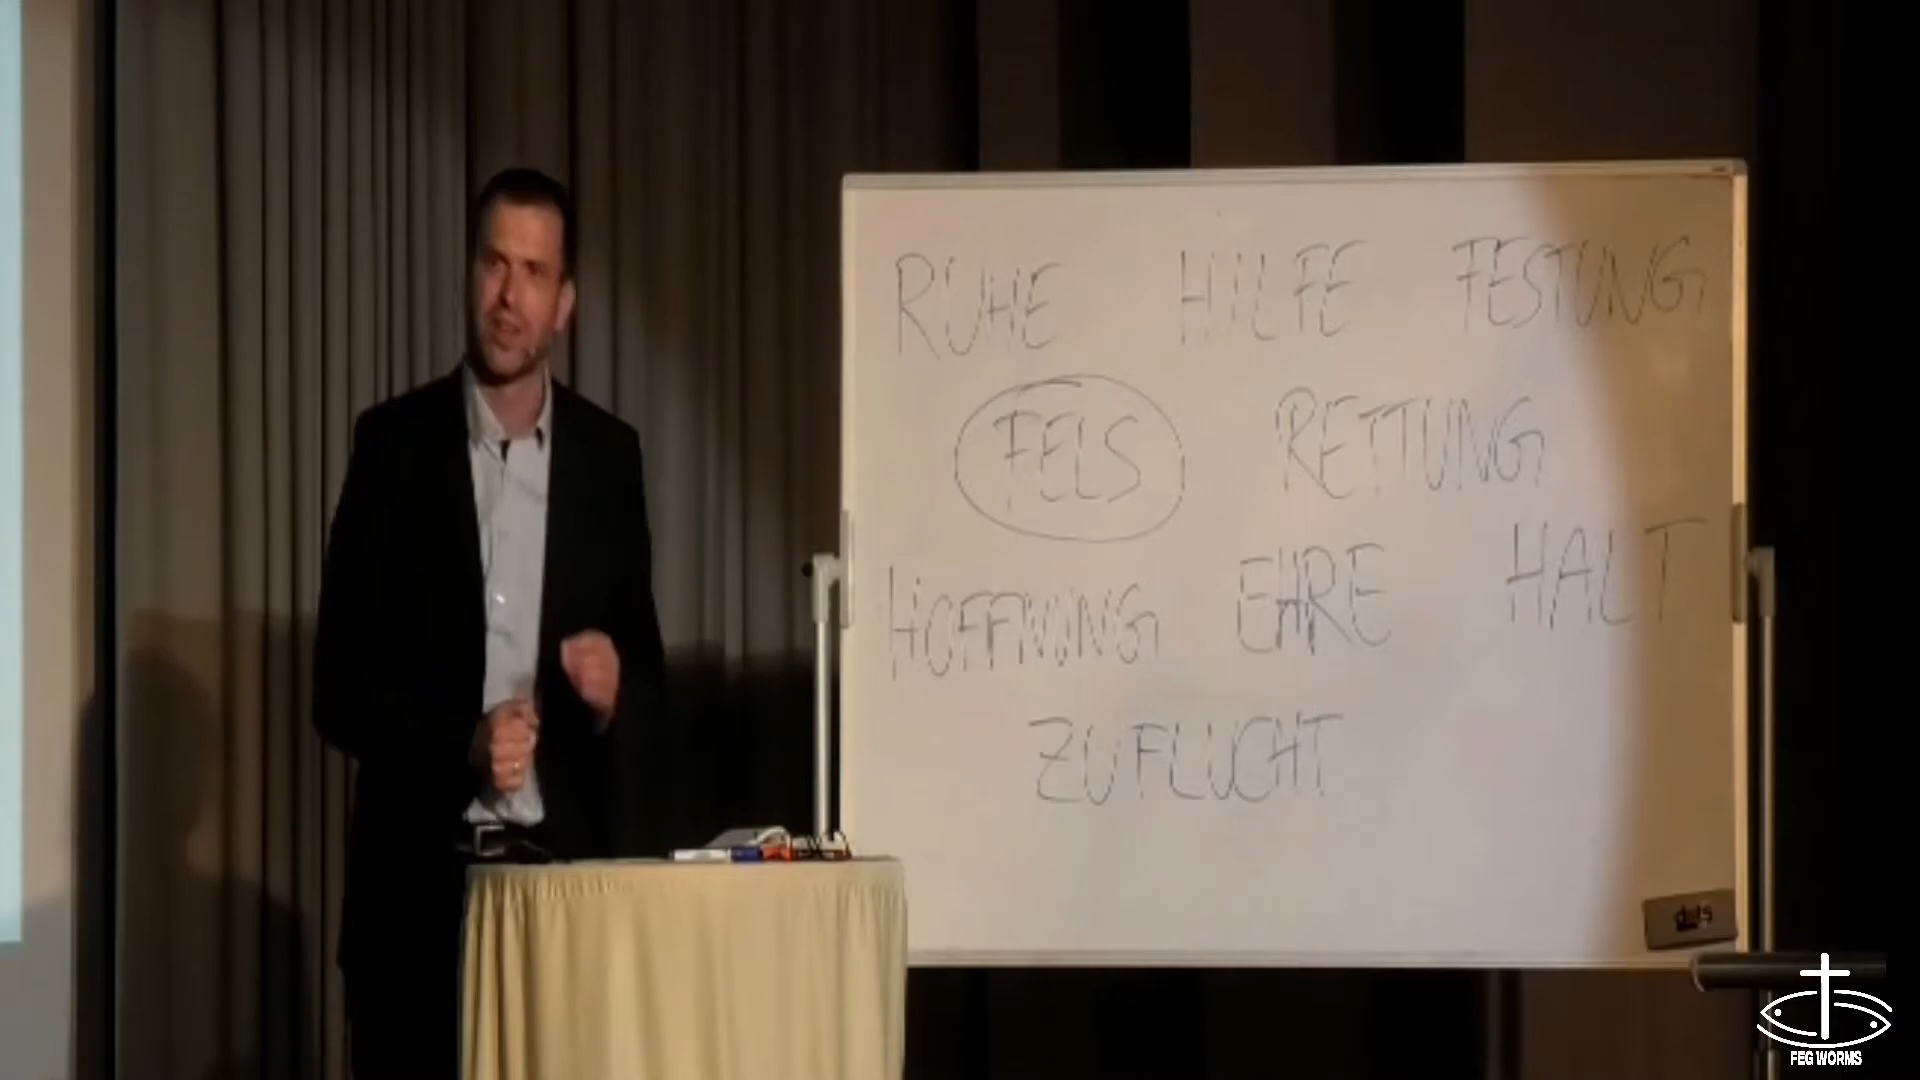 RUHE HILFE FESTUNG
FELS RETTUNG
HOFFNUNG EHRE HALT
ZUFLUCHT
FEG WORMS